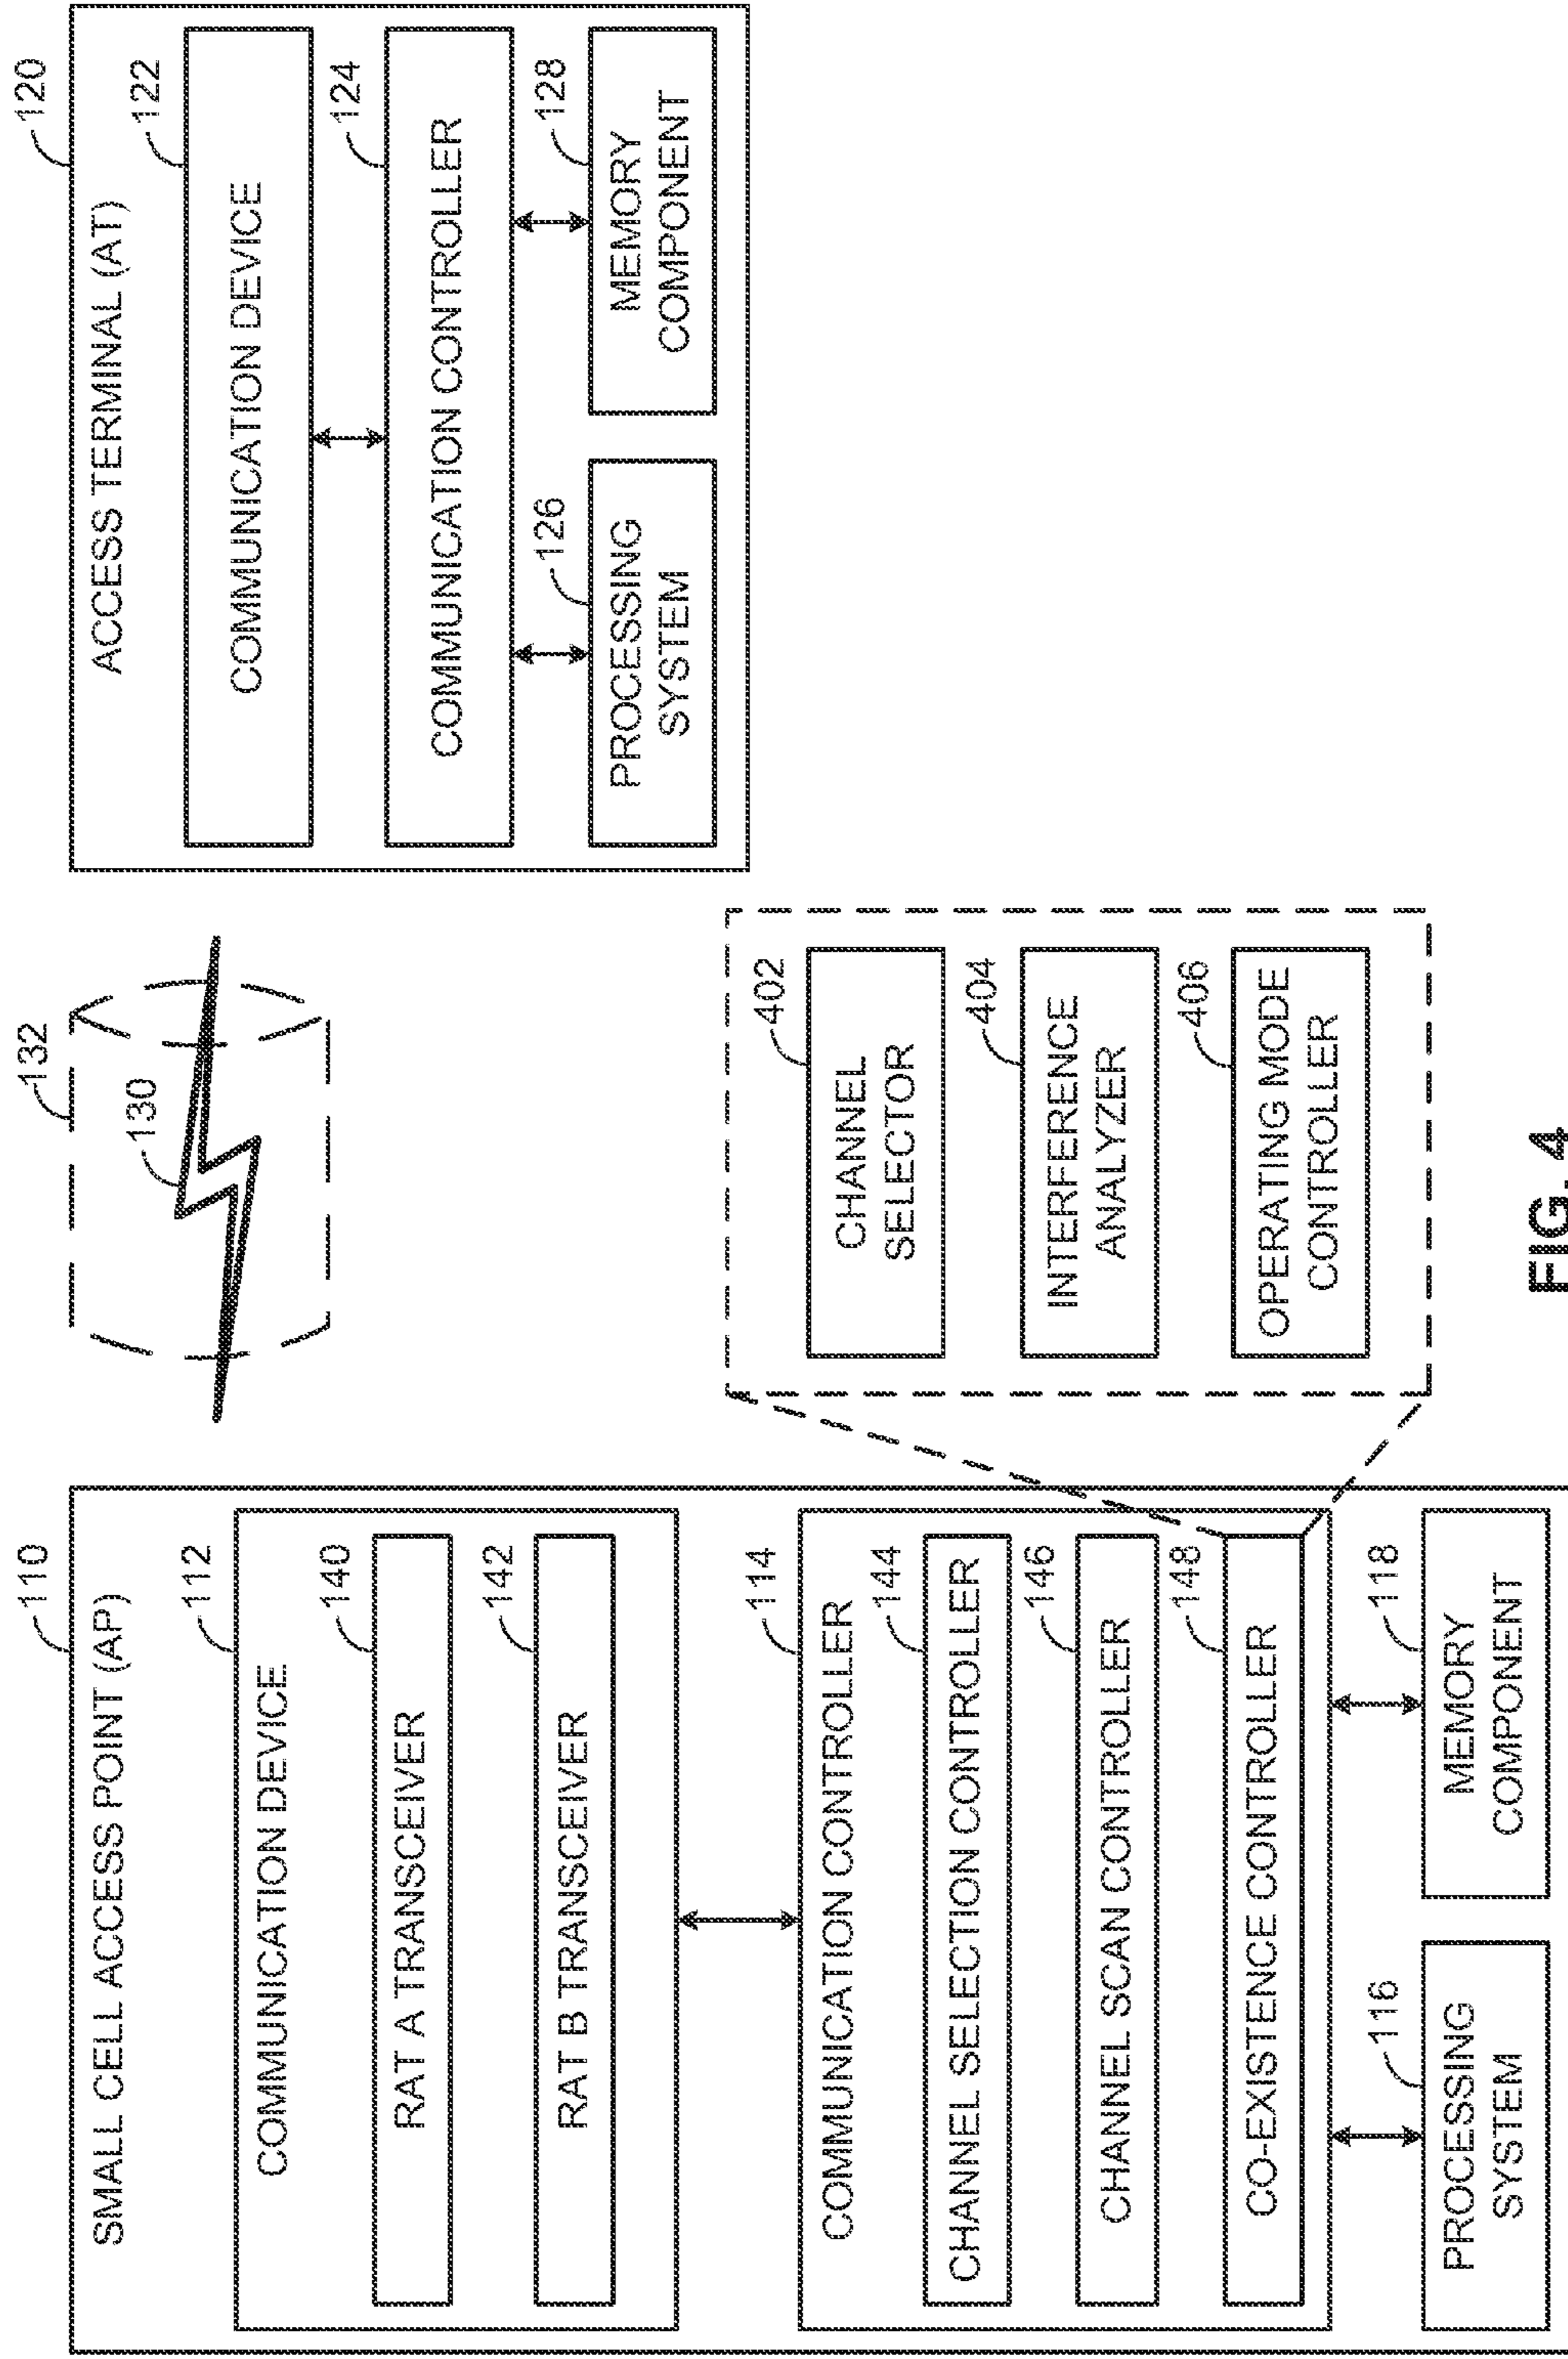 110
SMALL CELL ACCESS POINT (AP)
112
COMMUNICATION DEVICE
140
RAT A TRANSCEIVER
142
RAT B TRANSCEIVER
114
COMMUNICATION CONTROLLER
144
CHANNEL SELECTION CONTROLLER
146
CHANNEL SCAN CONTROLLER
148
CO-EXISTENCE CONTROLLER
116
PROCESSING
SYSTEM
118
MEMORY
COMPONENT
132
130
402
CHANNEL
SELECTOR
404
INTERFERENCE
ANALYZER
406
OPERATING MODE
CONTROLLER
120
ACCESS TERMINAL (AT)
122
COMMUNICATION DEVICE
124
COMMUNICATION CONTROLLER
126
PROCESSING
SYSTEM
128
MEMORY
COMPONENT
FIG. 4